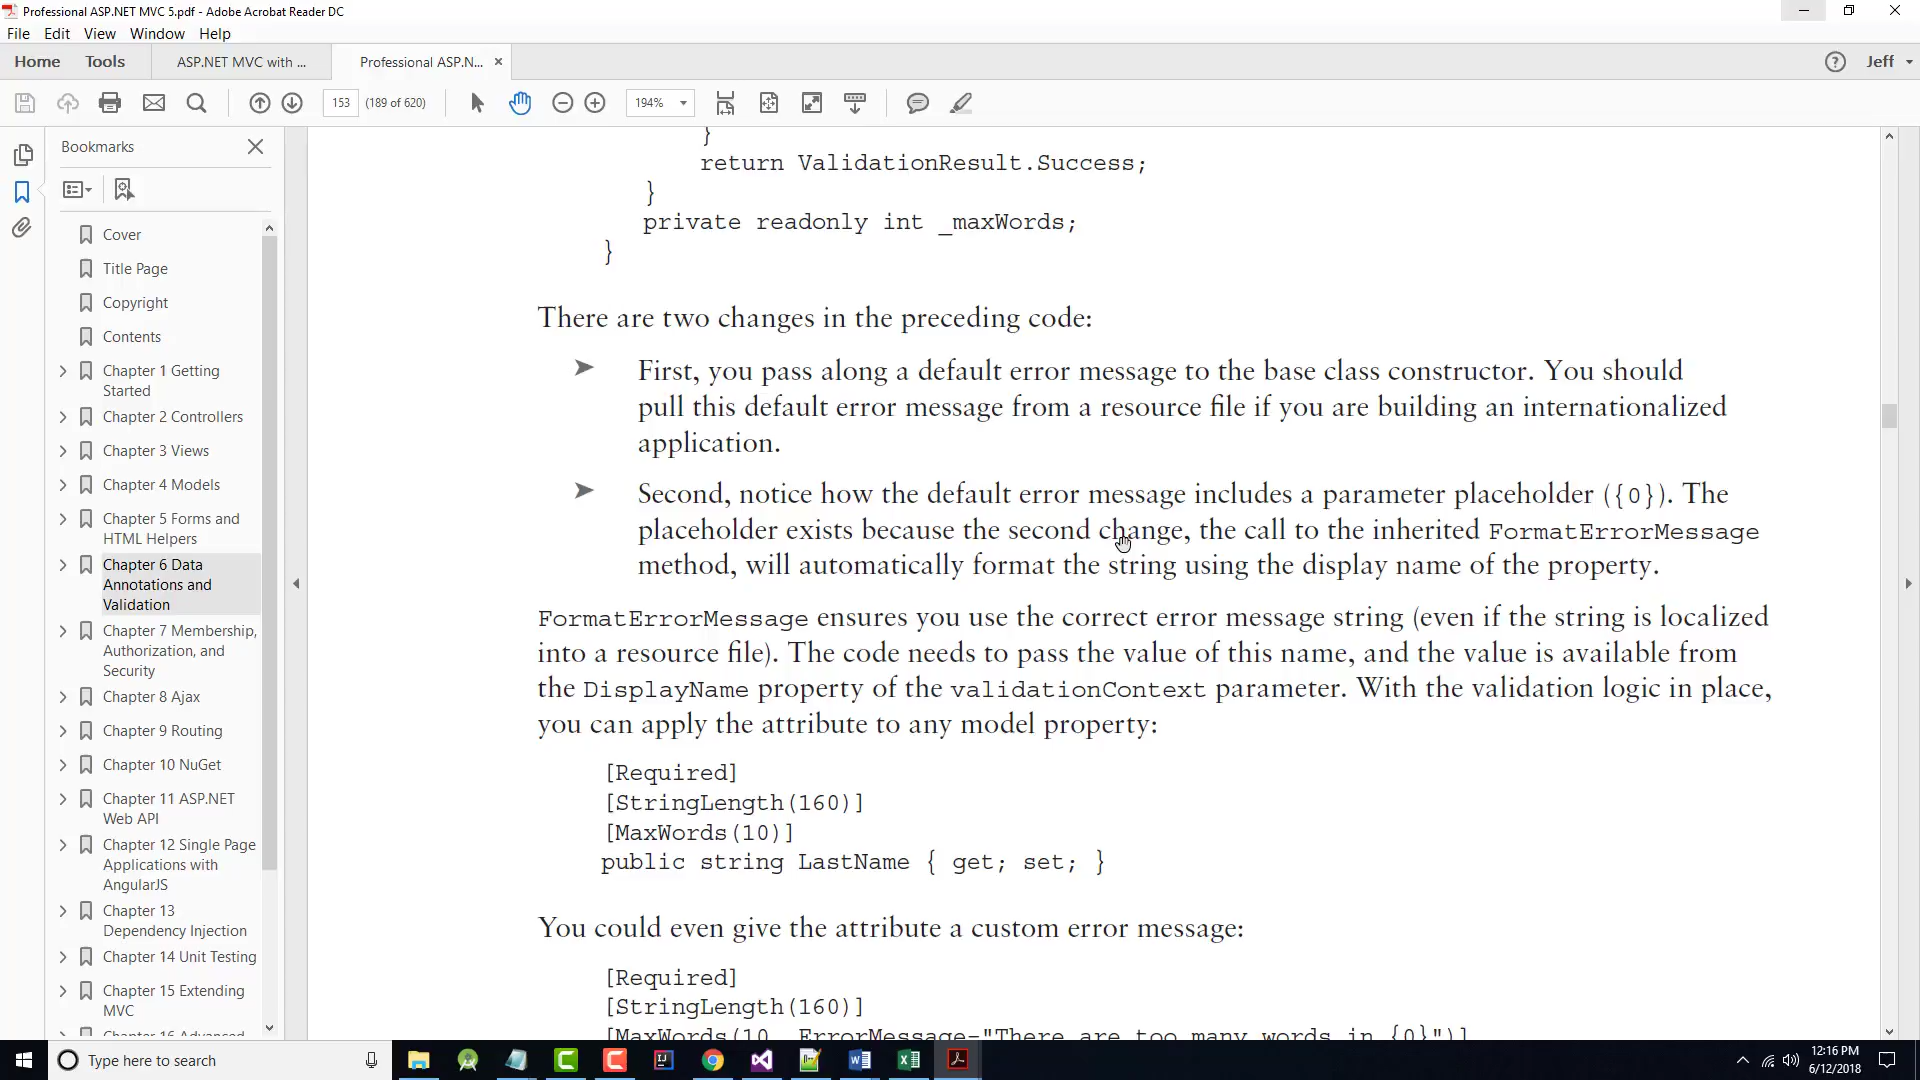 Professional ASP.NET MVC 5.pdf - Adobe Acrobat Reader DC
File Edit View Window Help
Home Tools ASP.NET MVC with ... Professional ASP.N... ×
Jeff
153 (189 of 620) 194%
Bookmarks
Cover
Title Page
Copyright
Contents
Chapter 1 Getting
Started
Chapter 2 Controllers
Chapter 3 Views
Chapter 4 Models
Chapter 5 Forms and
HTML Helpers
Chapter 6 Data
Annotations and
Validation
Chapter 7 Membership,
Authorization, and
Security
Chapter 8 Ajax
Chapter 9 Routing
Chapter 10 NuGet
Chapter 11 ASP.NET
Web API
Chapter 12 Single Page
Applications with
AngularJS
Chapter 13
Dependency Injection
Chapter 14 Unit Testing
Chapter 15 Extending
MVC
Chapter 16 Advanced
}
return ValidationResult.Success;
}
private readonly int _maxWords;
}
There are two changes in the preceding code:
➤ First, you pass along a default error message to the base class constructor. You should
pull this default error message from a resource file if you are building an internationalized
application.
➤ Second, notice how the default error message includes a parameter placeholder ({0}). The
placeholder exists because the second change, the call to the inherited FormatErrorMessage
method, will automatically format the string using the display name of the property.
FormatErrorMessage ensures you use the correct error message string (even if the string is localized
into a resource file). The code needs to pass the value of this name, and the value is available from
the DisplayName property of the validationContext parameter. With the validation logic in place,
you can apply the attribute to any model property:
[Required]
[StringLength(160)]
[MaxWords(10)]
public string LastName { get; set; }
You could even give the attribute a custom error message:
[Required]
[StringLength(160)]
[MaxWords(10, ErrorMessage="There are too many words in {0}")]
Type here to search
12:16 PM
6/12/2018